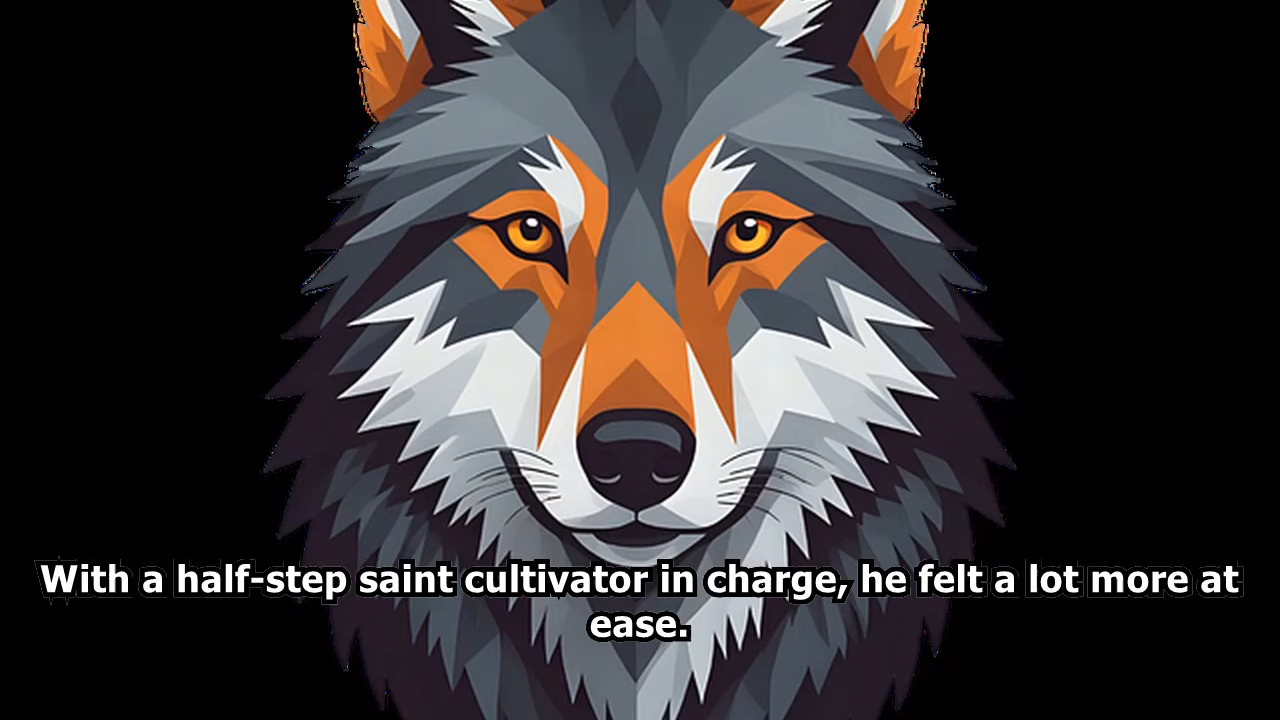 With a half-step saint cultivator in charge, he felt a lot more at
ease.